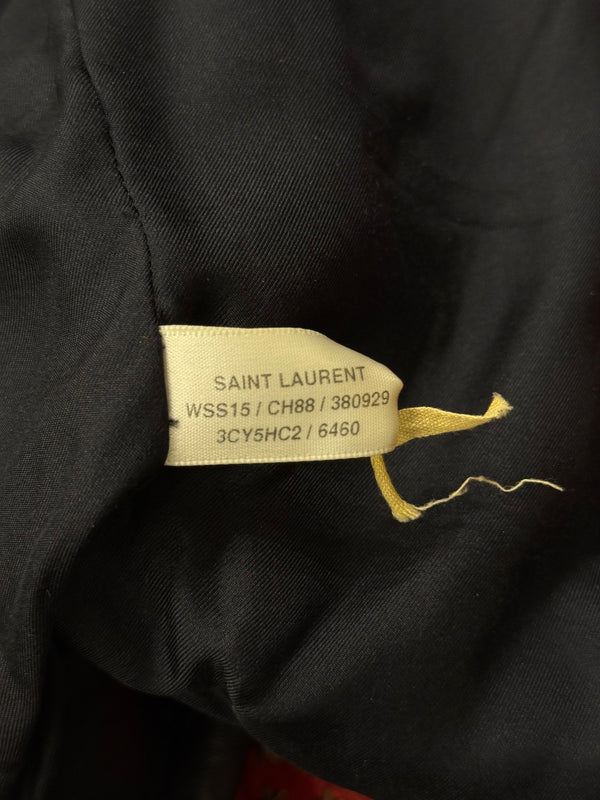 SAINT LAURENT
WSS15 / CH88 / 380929
3CY5HC2 / 6460